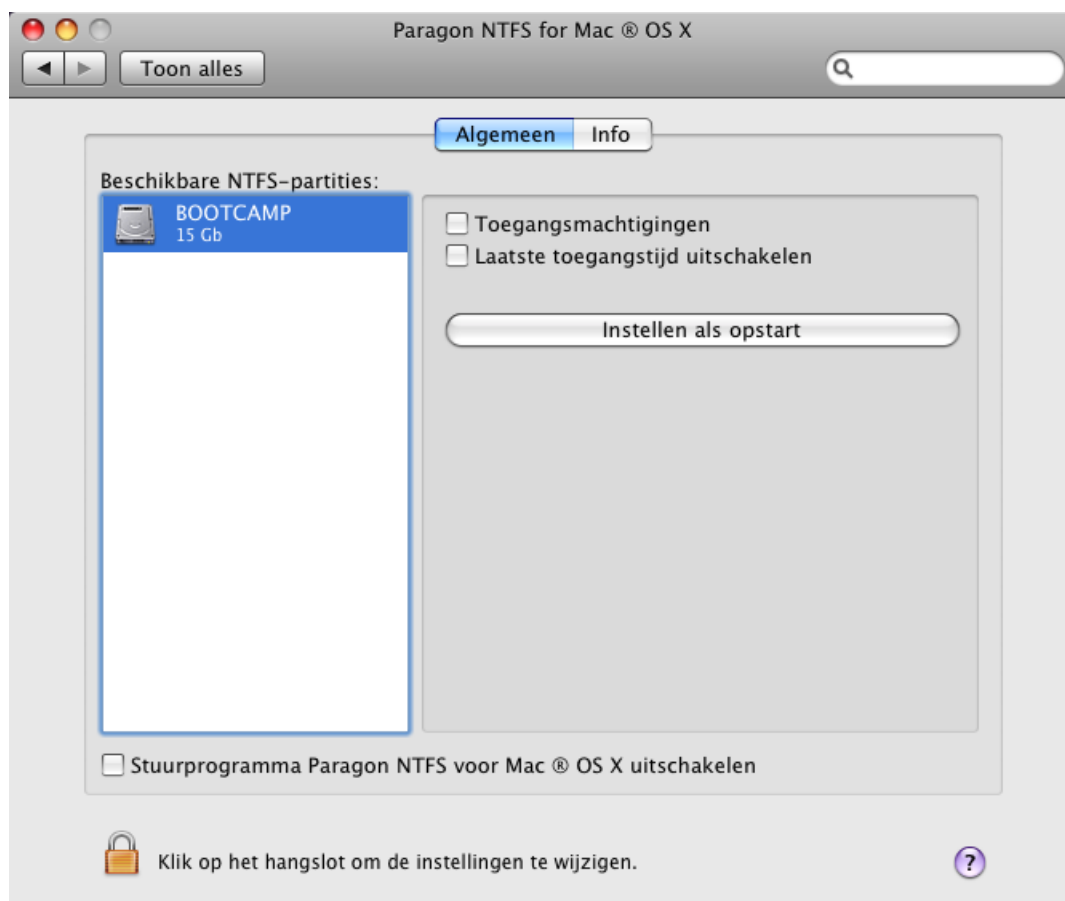 Paragon NTFS for Mac ® OS X
Toon alles
Algemeen Info
Beschikbare NTFS-partities:
BOOTCAMP
15 Gb
Toegangsmachtigingen
Laatste toegangstijd uitschakelen
Instellen als opstart
Stuurprogramma Paragon NTFS voor Mac ® OS X uitschakelen
Klik op het hangslot om de instellingen te wijzigen.
?